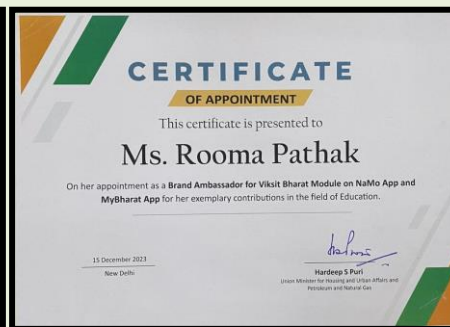 CERTIFICATE
OF APPOINTMENT
This certificate is presented to
Ms. Rooma Pathak
On her appointment as a Brand Ambassador for Viksit Bharat Module on NaMo App and
MyBharat App for her exemplary contributions in the field of Education.
15 December 2023
New Delhi
Hardeep S Puri
Union Minister for Housing and Urban Affairs and
Petroleum and Natural Gas